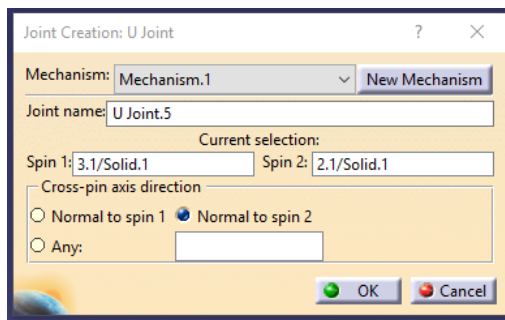 Joint Creation: U Joint ? ×
Mechanism: Mechanism.1 New Mechanism
Joint name: U Joint.5
Current selection:
Spin 1: 3.1/Solid.1 Spin 2: 2.1/Solid.1
Cross-pin axis direction
Normal to spin 1 Normal to spin 2
Any:
OK Cancel